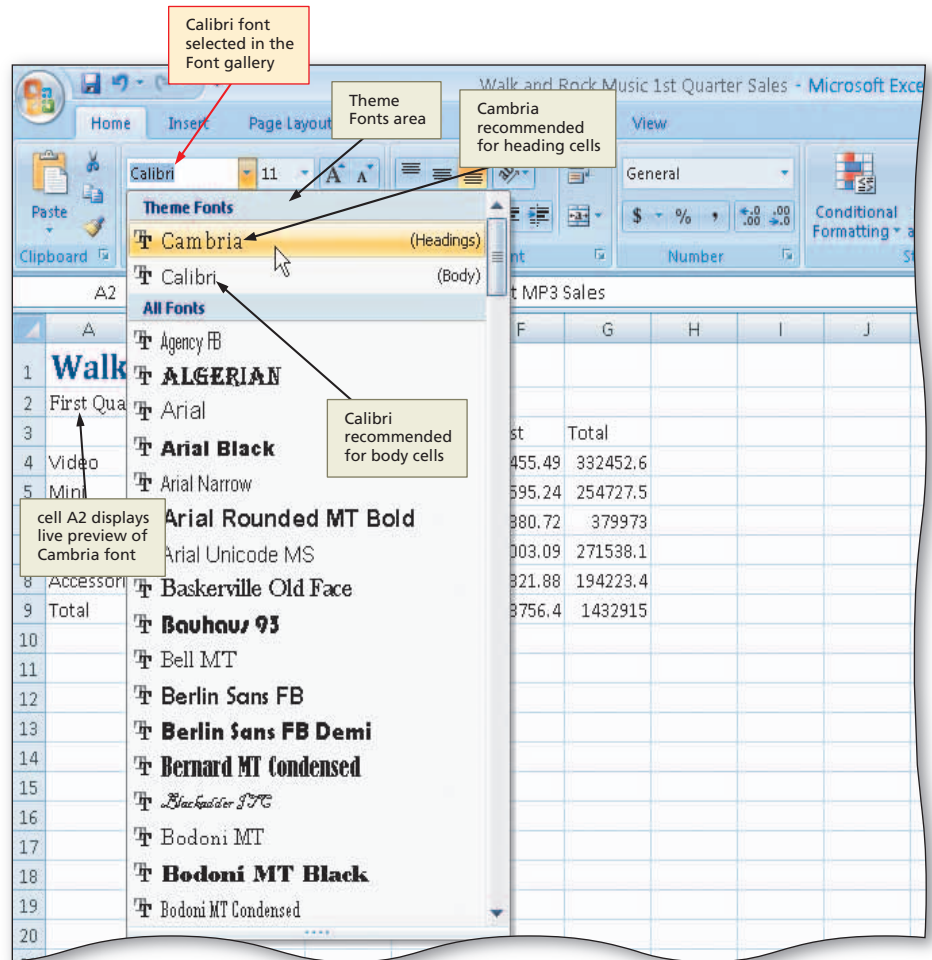 Calibri font
selected in the
Font gallery
Walk and Rock Music 1st Quarter Sales - Microsoft Exce
Theme
Fonts area
Cambria
recommended
for heading cells
Home Insert Page Layout View
Calibri 11 A A General
Paste
$ % , .0 .00 .00 .0
Conditional
Formatting
Clipboard nt Number St
Theme Fonts
Cambria (Headings)
Calibri (Body)
All Fonts
Agency FB
ALGERIAN
Arial
Arial Black
Arial Narrow
Arial Rounded MT Bold
Arial Unicode MS
Baskerville Old Face
Bauhaus 93
Bell MT
Berlin Sans FB
Berlin Sans FB Demi
Bernard MT Condensed
Blackadder ITC
Bodoni MT
Bodoni MT Black
Bodoni MT Condensed
Calibri
recommended
for body cells
cell A2 displays
live preview of
Cambria font
A2 t MP3 Sales
A F G H I J
1 Walk
2 First Qua
3 st Total
4 Video 455.49 332452.6
5 Mini 595.24 254727.5
880.72 379973
003.09 271538.1
8 Accessori 321.88 194223.4
9 Total 3756.4 1432915
10
11
12
13
14
15
16
17
18
19
20